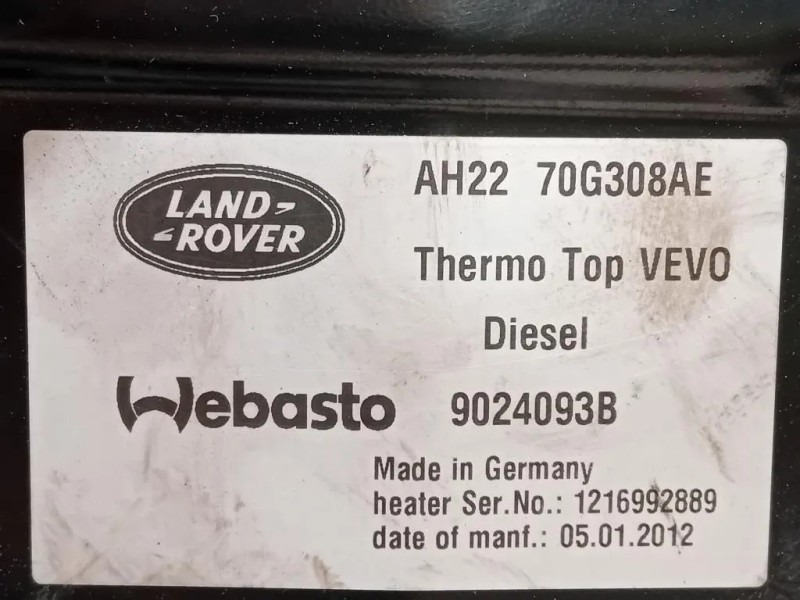 LAND ROVER
AH22 70G308AE
Thermo Top VEVO
Diesel
Webasto 9024093B
Made in Germany
heater Ser.No.: 1216992889
date of manf.: 05.01.2012